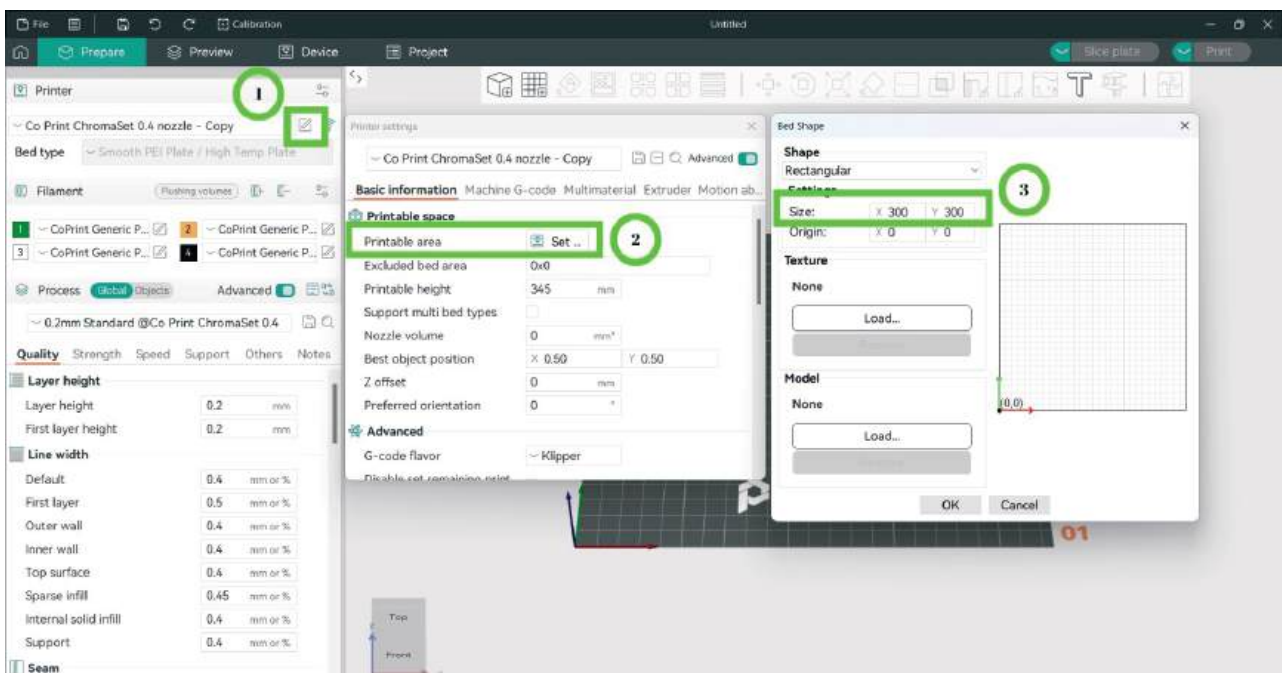 File
Calibration
Untitled
Prepare
Preview
Device
Project
Slice plate
Print
1
Printer
Co Print ChromaSet 0.4 nozzle - Copy
Bed type
Smooth PEI Plate / High Temp Plate
Filament
Flushing volumes
1
CoPrint Generic P...
2
CoPrint Generic P...
3
CoPrint Generic P...
4
CoPrint Generic P...
Process
Global
Objects
Advanced
0.2mm Standard @Co Print ChromaSet 0.4
Quality
Strength
Speed
Support
Others
Notes
Layer height
Layer height 0.2 mm
First layer height 0.2 mm
Line width
Default 0.4 mm or %
First layer 0.5 mm or %
Outer wall 0.4 mm or %
Inner wall 0.4 mm or %
Top surface 0.4 mm or %
Sparse infill 0.45 mm or %
Internal solid infill 0.4 mm or %
Support 0.4 mm or %
Seam
Printer settings
Co Print ChromaSet 0.4 nozzle - Copy
Advanced
Basic information
Machine G-code
Multimaterial
Extruder
Motion ab...
Printable space
Printable area
Set ..
2
Excluded bed area 0x0
Printable height 345 mm
Support multi bed types
Nozzle volume 0 mm³
Best object position X 0.50 Y 0.50
Z offset 0 mm
Preferred orientation 0 °
Advanced
G-code flavor Klipper
Disable set remaining print
Bed Shape
Shape
Rectangular
Settings
Size: X 300 Y 300
3
Origin: X 0 Y 0
Texture
None
Load...
Model
None
Load...
(0,0)
OK
Cancel
01
Top
Front